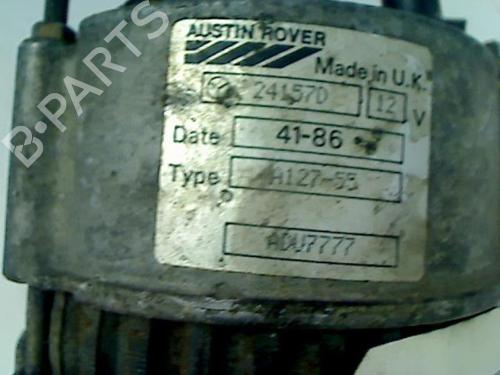 B-PARTS
AUSTIN ROVER
Made in U.K.
24157D 12 V
Date 41-86
Type A127-55
ADU7777